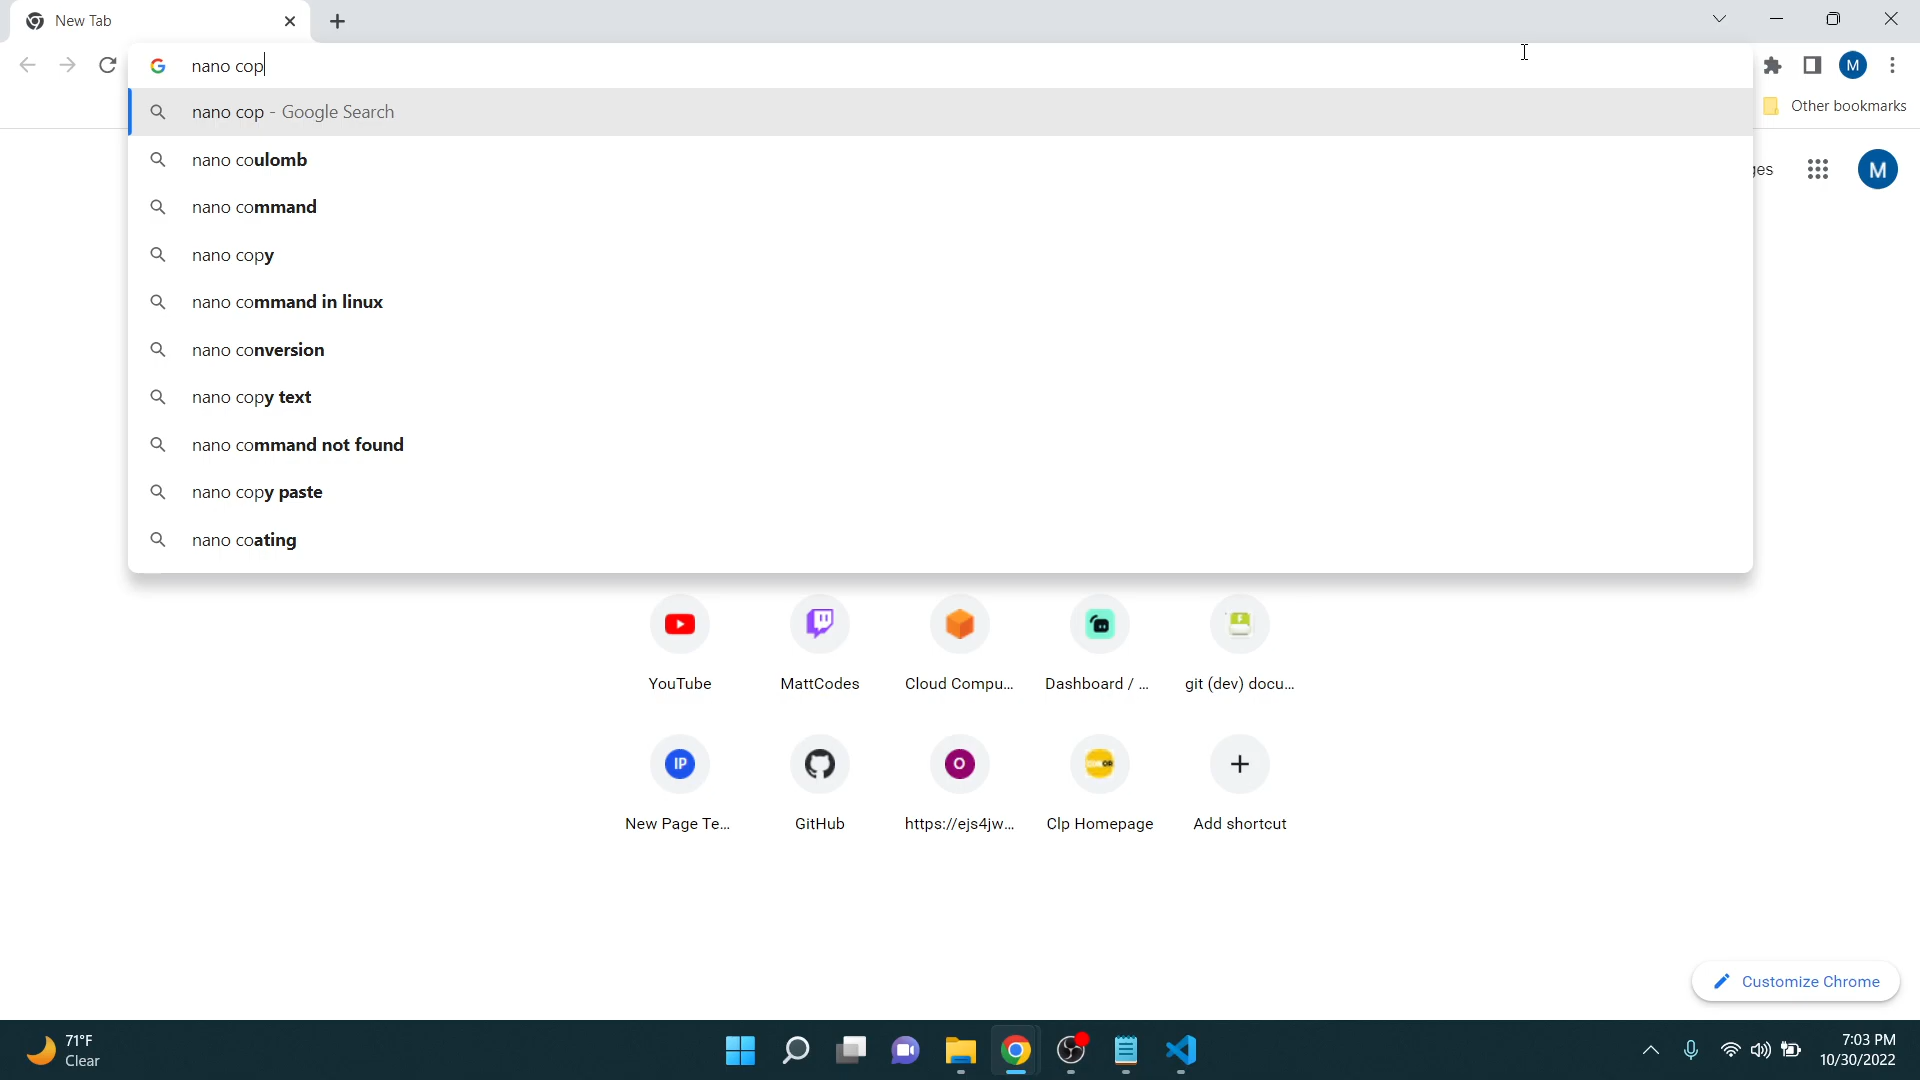 New Tab
nano cop
Other bookmarks
nano cop - Google Search
nano coulomb
nano command
nano copy
nano command in linux
nano conversion
nano copy text
nano command not found
nano copy paste
nano coating
ges
M
M
YouTube
MattCodes
Cloud Compu...
Dashboard / ...
git (dev) docu...
IP
O
New Page Te...
GitHub
https://ejs4jw...
Clp Homepage
Add shortcut
Customize Chrome
71°F
Clear
7:03 PM
10/30/2022